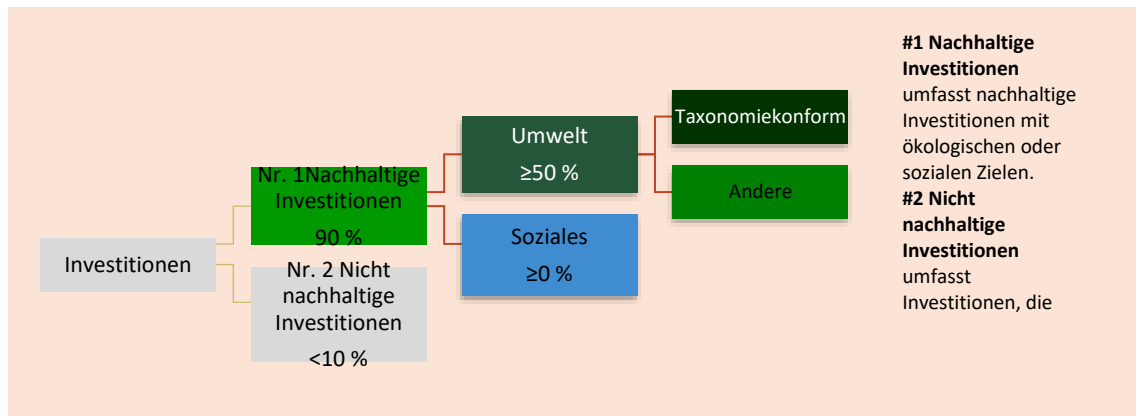 Investitionen
Nr. 1Nachhaltige
Investitionen
90 %
Nr. 2 Nicht
nachhaltige
Investitionen
<10 %
Umwelt
≥50 %
Soziales
≥0 %
Taxonomiekonform
Andere
#1 Nachhaltige
Investitionen
umfasst nachhaltige
Investitionen mit
ökologischen oder
sozialen Zielen.
#2 Nicht
nachhaltige
Investitionen
umfasst
Investitionen, die